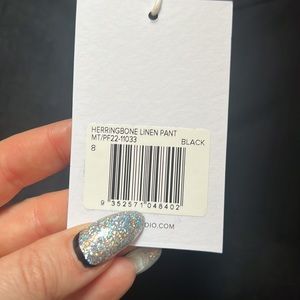 HERRINGBONE LINEN PANT
MT/PF22-11033 BLACK
8
9 352571 048402
DIO.COM